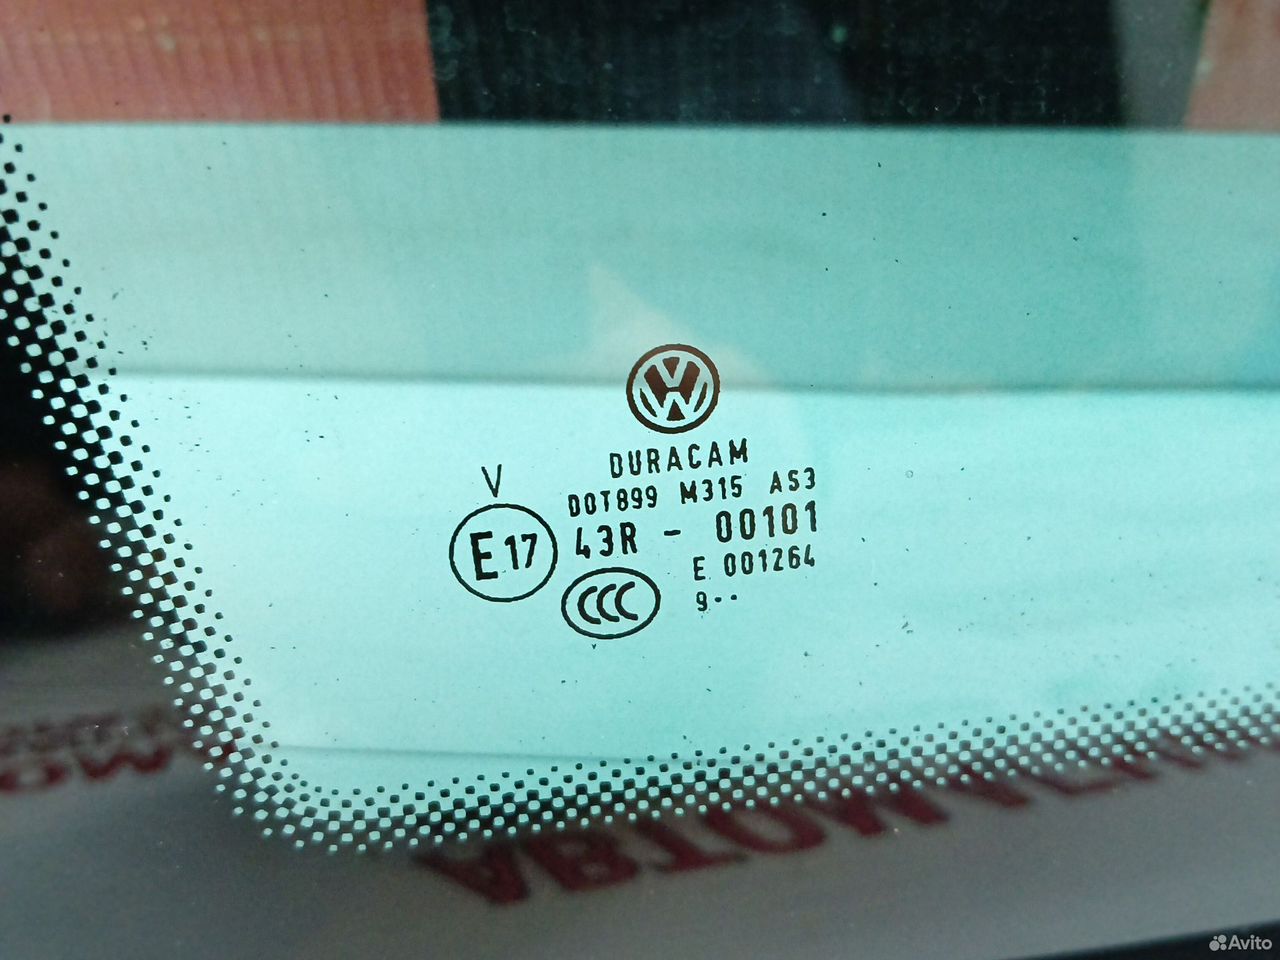 DURACAM
V
DOT899 M315 AS3
E17 43R - 00101
E 001264
CCC
9··
Avito